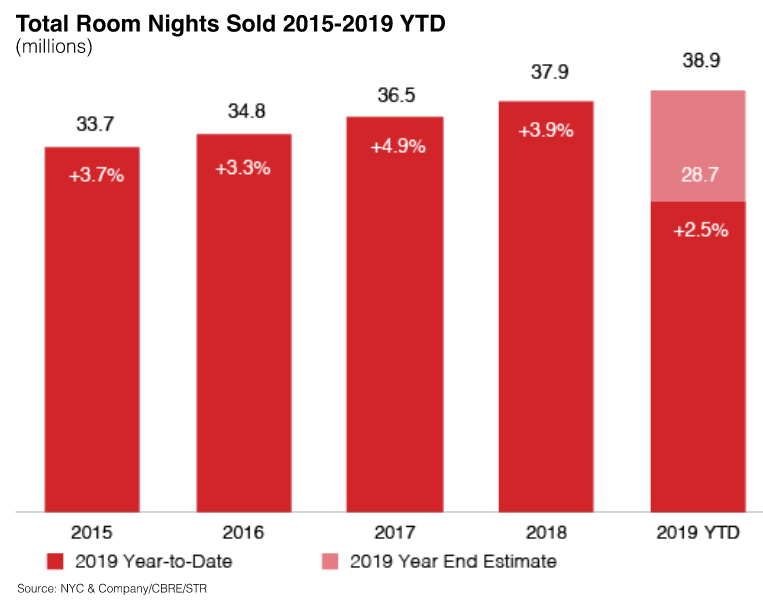 Total Room Nights Sold 2015-2019 YTD
(millions)
33.7
34.8
36.5
37.9
38.9
+3.7%
+3.3%
+4.9%
+3.9%
28.7
+2.5%
2015
2016
2017
2018
2019 YTD
2019 Year-to-Date
2019 Year End Estimate
Source: NYC & Company/CBRE/STR